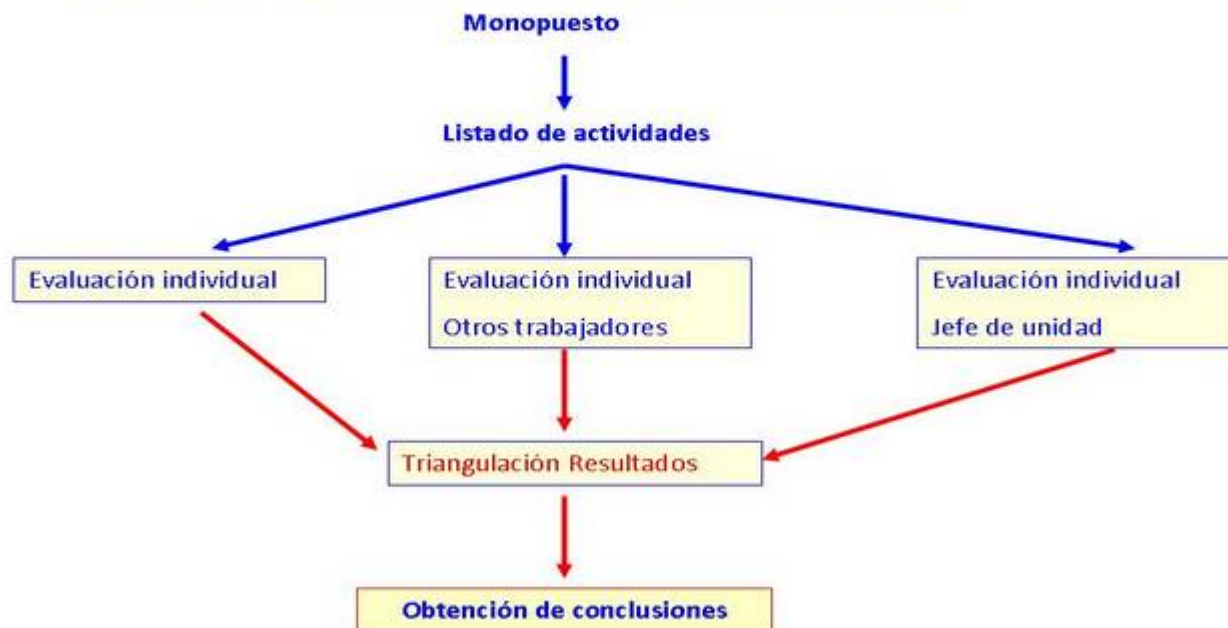 Monopuesto
Listado de actividades
Evaluación individual
Evaluación individual
Otros trabajadores
Evaluación individual
Jefe de unidad
Triangulación Resultados
Obtención de conclusiones